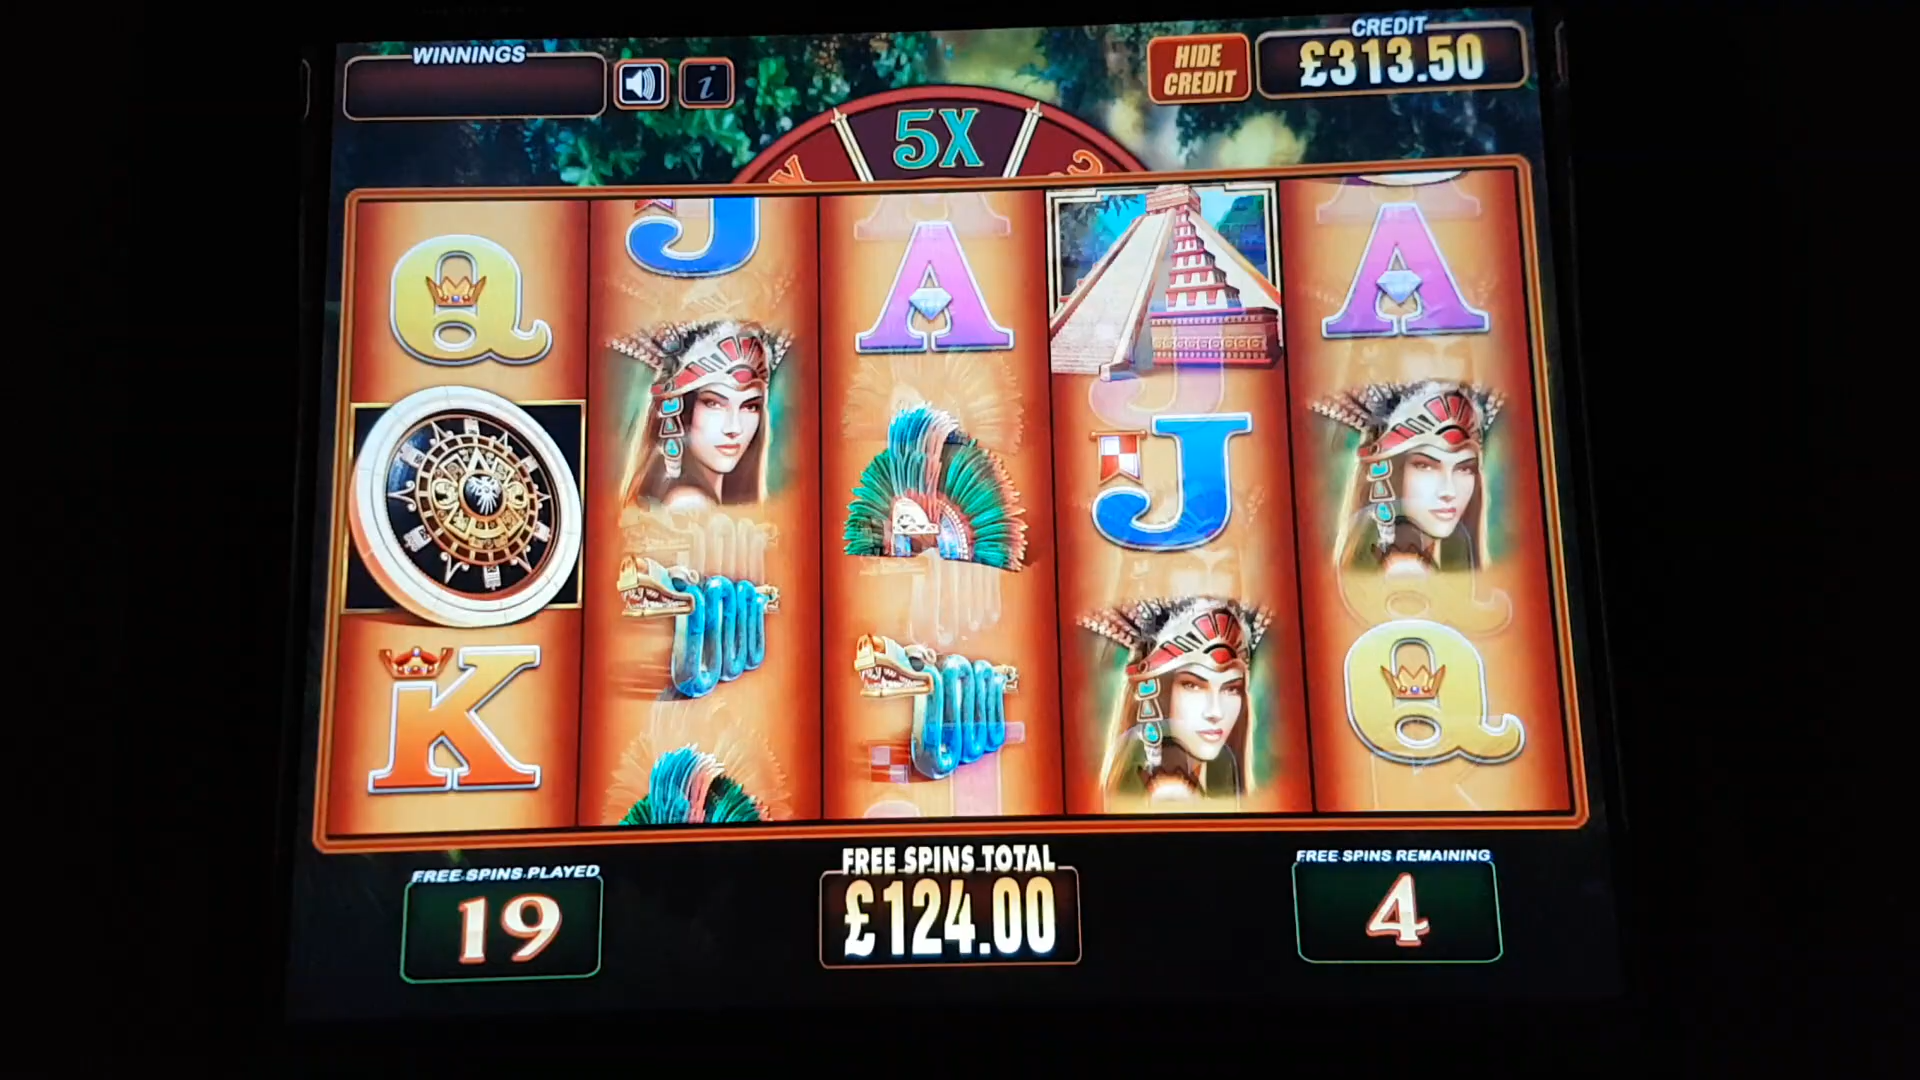 WINNINGS
i
HIDE
CREDIT
CREDIT
£313.50
5X
Q
J
A
A
J
K
Q
FREE SPINS PLAYED
19
FREE SPINS TOTAL
£124.00
FREE SPINS REMAINING
4